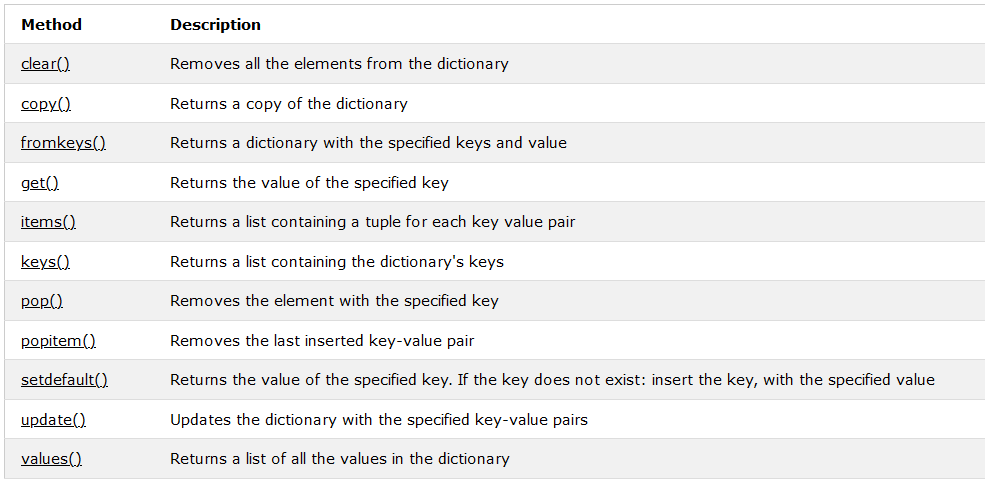 Method Description
clear() Removes all the elements from the dictionary
copy() Returns a copy of the dictionary
fromkeys() Returns a dictionary with the specified keys and value
get() Returns the value of the specified key
items() Returns a list containing a tuple for each key value pair
keys() Returns a list containing the dictionary's keys
pop() Removes the element with the specified key
popitem() Removes the last inserted key-value pair
setdefault() Returns the value of the specified key. If the key does not exist: insert the key, with the specified value
update() Updates the dictionary with the specified key-value pairs
values() Returns a list of all the values in the dictionary